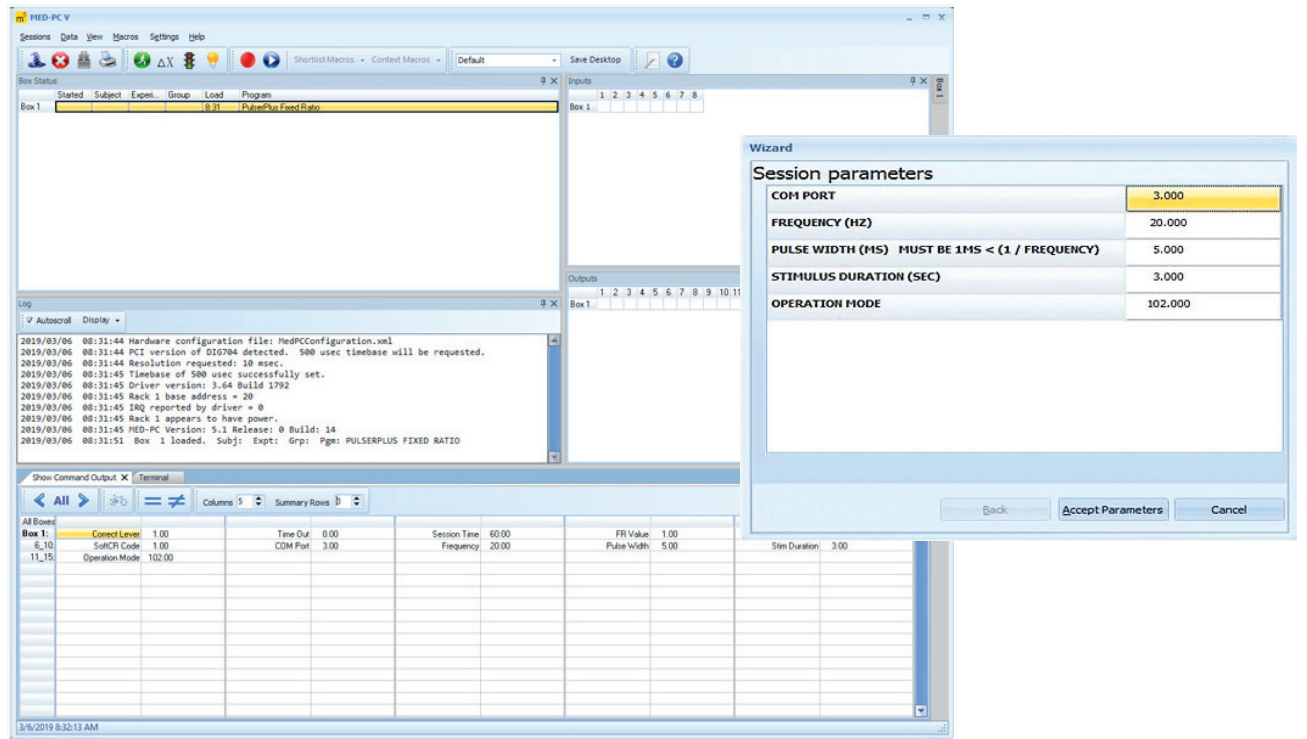 MED-PC V
Sessions Data View Macros Settings Help
ΔX Shortlist Macros Context Macros Default Save Desktop
Box Status
Started Subject Experi... Group Load Program
Box 1 8:31 PulserPlus Fixed Ratio
Inputs
1 2 3 4 5 6 7 8
Box 1
Box 1
Outputs
1 2 3 4 5 6 7 8 9 10 11
Box 1
Log
Autoscroll Display
2019/03/06 08:31:44 Hardware configuration file: MedPCConfiguration.xml
2019/03/06 08:31:44 PCI version of DIG704 detected. 500 usec timebase will be requested.
2019/03/06 08:31:44 Resolution requested: 10 msec.
2019/03/06 08:31:45 Timebase of 500 usec successfully set.
2019/03/06 08:31:45 Driver version: 3.64 Build 1792
2019/03/06 08:31:45 Rack 1 base address = 20
2019/03/06 08:31:45 IRQ reported by driver = 0
2019/03/06 08:31:45 Rack 1 appears to have power.
2019/03/06 08:31:45 MED-PC Version: 5.1 Release: 0 Build: 14
2019/03/06 08:31:51 Box 1 loaded. Subj: Expt: Grp: Pgm: PULSERPLUS FIXED RATIO
Show Command Output X Terminal
All Columns 5 Summary Rows
All Boxes
Box 1: Correct Lever 1.00 Time Out 0.00 Session Time 60.00 FR Value 1.00
6_10: SoftCR Code 1.00 COM Port 3.00 Frequency 20.00 Pulse Width 5.00 Stim Duration 3.00
11_15: Operation Mode 102.00
3/6/2019 8:32:13 AM
Wizard
Session parameters
COM PORT 3.000
FREQUENCY (HZ) 20.000
PULSE WIDTH (MS) MUST BE 1MS < (1 / FREQUENCY) 5.000
STIMULUS DURATION (SEC) 3.000
OPERATION MODE 102.000
Back Accept Parameters Cancel